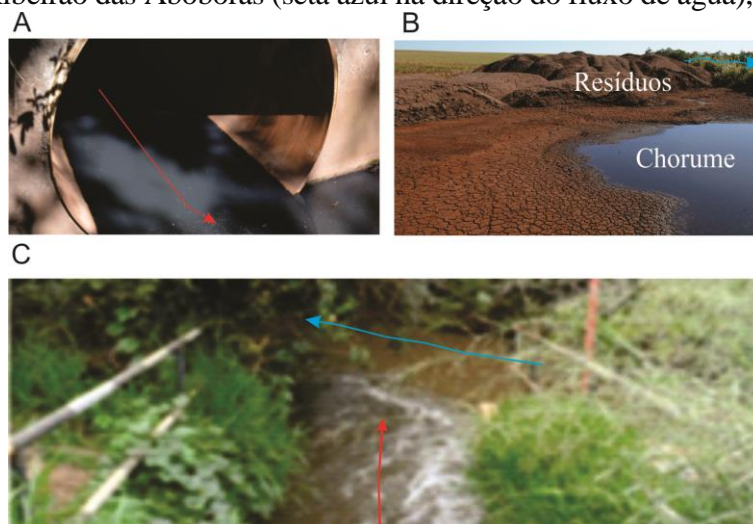 ibeirão das Abóboras (seta azul na direção do fluxo de água),
A
B
Resíduos
Chorume
C